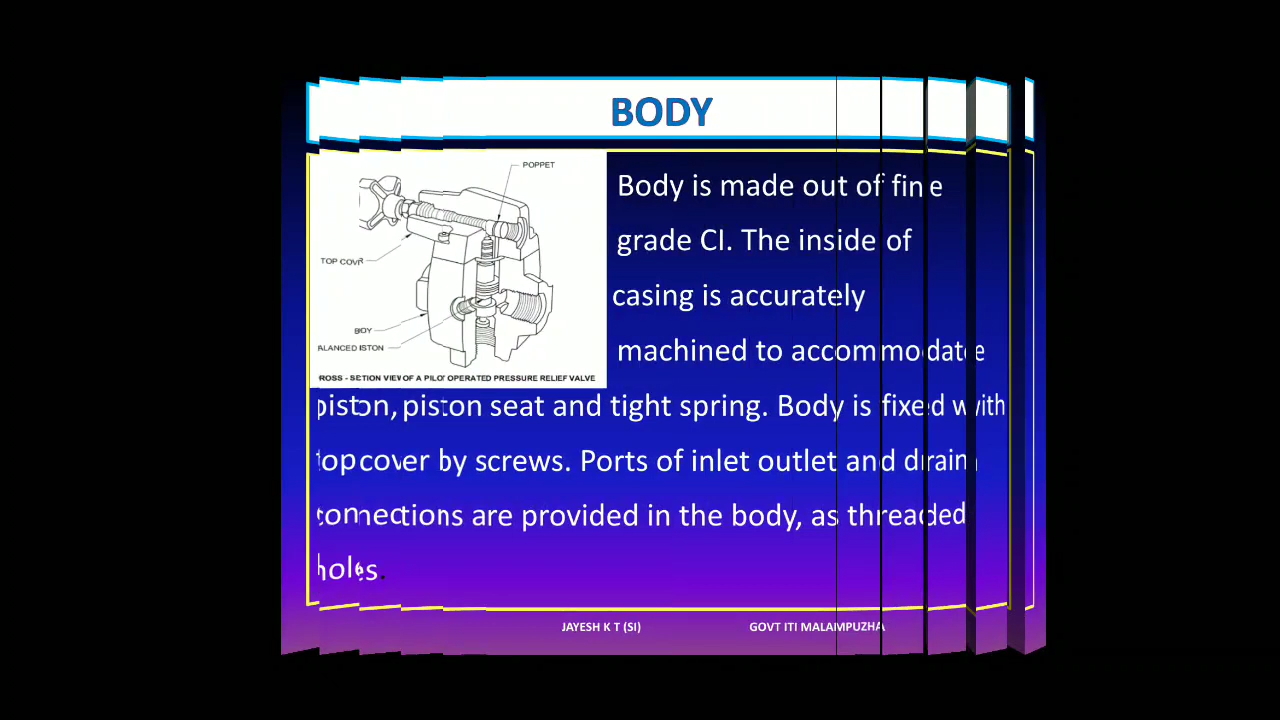 BODY
POPPET
TOP COVR
BODY
ALANCED ISTON
ROSS - SECTION VIEW OF A PILOT OPERATED PRESSURE RELIEF VALVE
Body is made out of fine
grade CI. The inside of
casing is accurately
machined to accommodate
piston, piston seat and tight spring. Body is fixed with
top cover by screws. Ports of inlet outlet and drain
connections are provided in the body, as threaded
holes.
JAYESH K T (SI)
GOVT ITI MALAMPUZHA